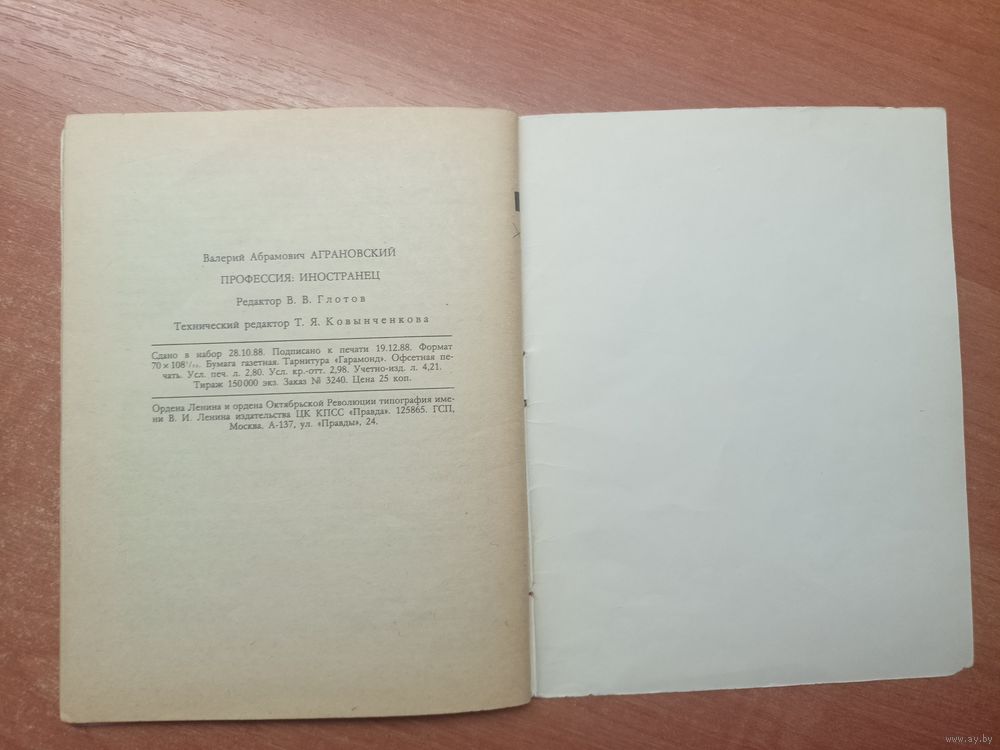 Валерий Абрамович АГРАНОВСКИЙ
ПРОФЕССИЯ: ИНОСТРАНЕЦ
Редактор В. В. Глотов
Технический редактор Т. Я. Ковынченкова
Сдано в набор 28.10.88. Подписано к печати 19.12.88. Формат
70×108¹/₃₂. Бумага газетная. Гарнитура «Гарамонд». Офсетная пе-
чать. Усл. печ. л. 2,80. Усл. кр.-отт. 2,98. Учетно-изд. л. 4,21.
Тираж 150 000 экз. Заказ № 3240. Цена 25 коп.
Ордена Ленина и ордена Октябрьской Революции типография име-
ни В. И. Ленина издательства ЦК КПСС «Правда». 125865. ГСП,
Москва. А-137, ул. «Правды», 24.
www.ay.by